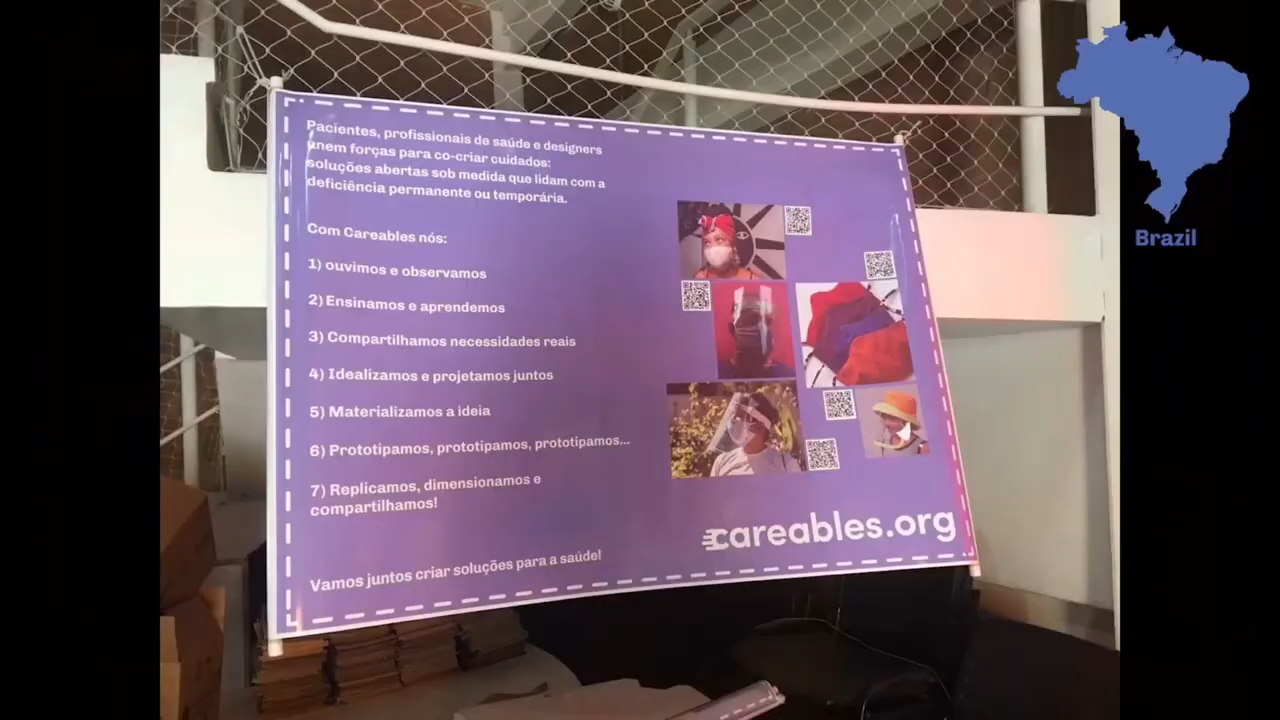 Pacientes, profissionais de saúde e designers
unem forças para co-criar cuidados:
soluções abertas sob medida que lidam com a
deficiência permanente ou temporária.
Com Careables nós:
1) ouvimos e observamos
2) Ensinamos e aprendemos
3) Compartilhamos necessidades reais
4) Idealizamos e projetamos juntos
5) Materializamos a ideia
6) Prototipamos, prototipamos, prototipamos...
7) Replicamos, dimensionamos e
compartilhamos!
Vamos juntos criar soluções para a saúde!
careables.org
Brazil